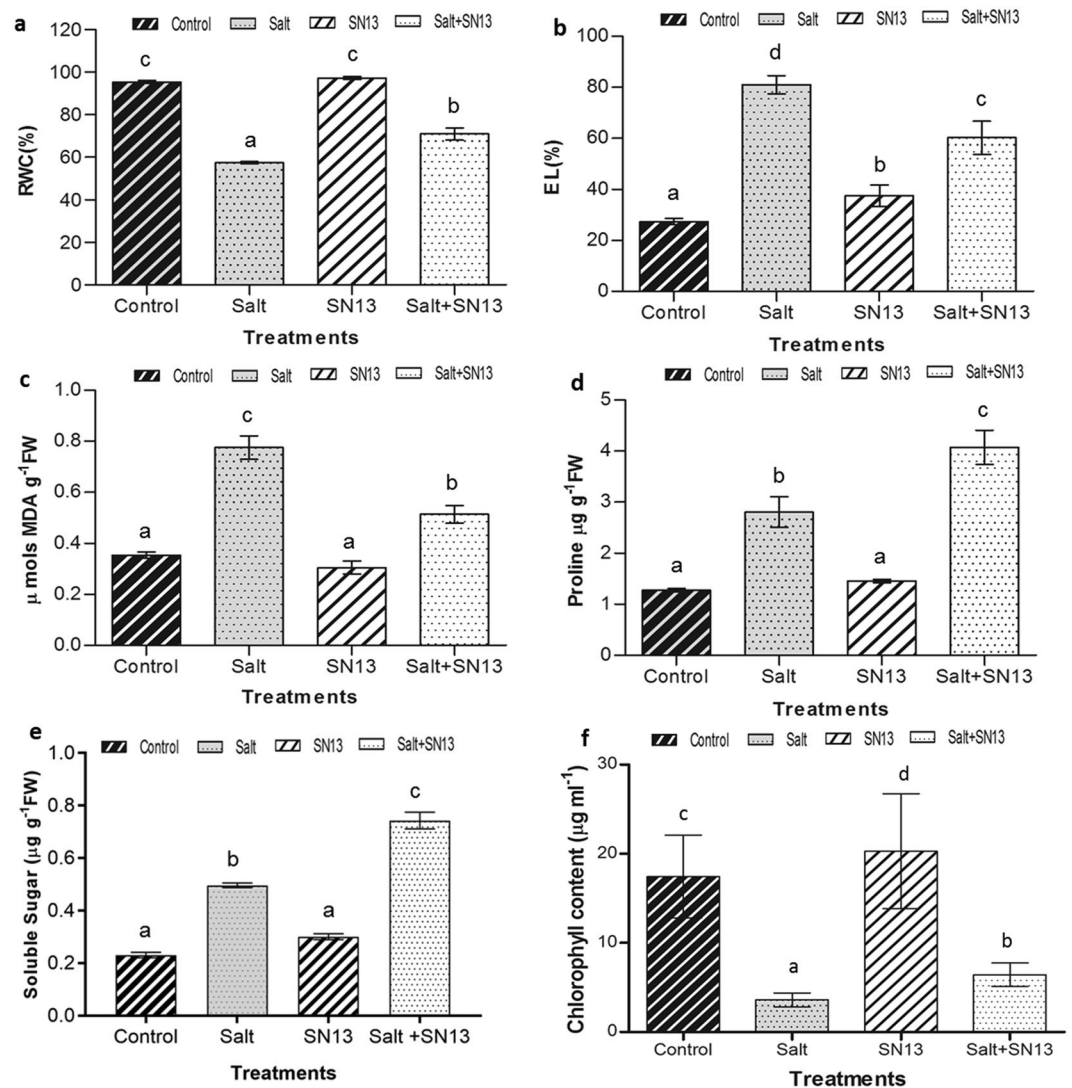 a
Control Salt SN13 Salt+SN13
RWC(%)
120
100
80
60
40
20
0
c
a
c
b
Control Salt SN13 Salt+SN13
Treatments
b
Control Salt SN13 Salt+SN13
EL(%)
100
80
60
40
20
0
a
d
b
c
Control Salt SN13 Salt+SN13
Treatments
c
Control Salt SN13 Salt+SN13
μ mols MDA g⁻¹FW
1.0
0.8
0.6
0.4
0.2
0.0
a
c
a
b
Control Salt SN13 Salt+SN13
Treatments
d
Control Salt SN13 Salt+SN13
Proline μg g⁻¹FW
5
4
3
2
1
0
a
b
a
c
Control Salt SN13 Salt+SN13
Treatments
e
Control Salt SN13 Salt+SN13
Soluble Sugar (μg g⁻¹FW)
1.0
0.8
0.6
0.4
0.2
0.0
a
b
a
c
Control Salt SN13 Salt +SN13
Treatments
f
Control Salt SN13 Salt+SN13
Chlorophyll content (μg ml⁻¹)
30
20
10
0
c
a
d
b
Control Salt SN13 Salt+SN13
Treatments